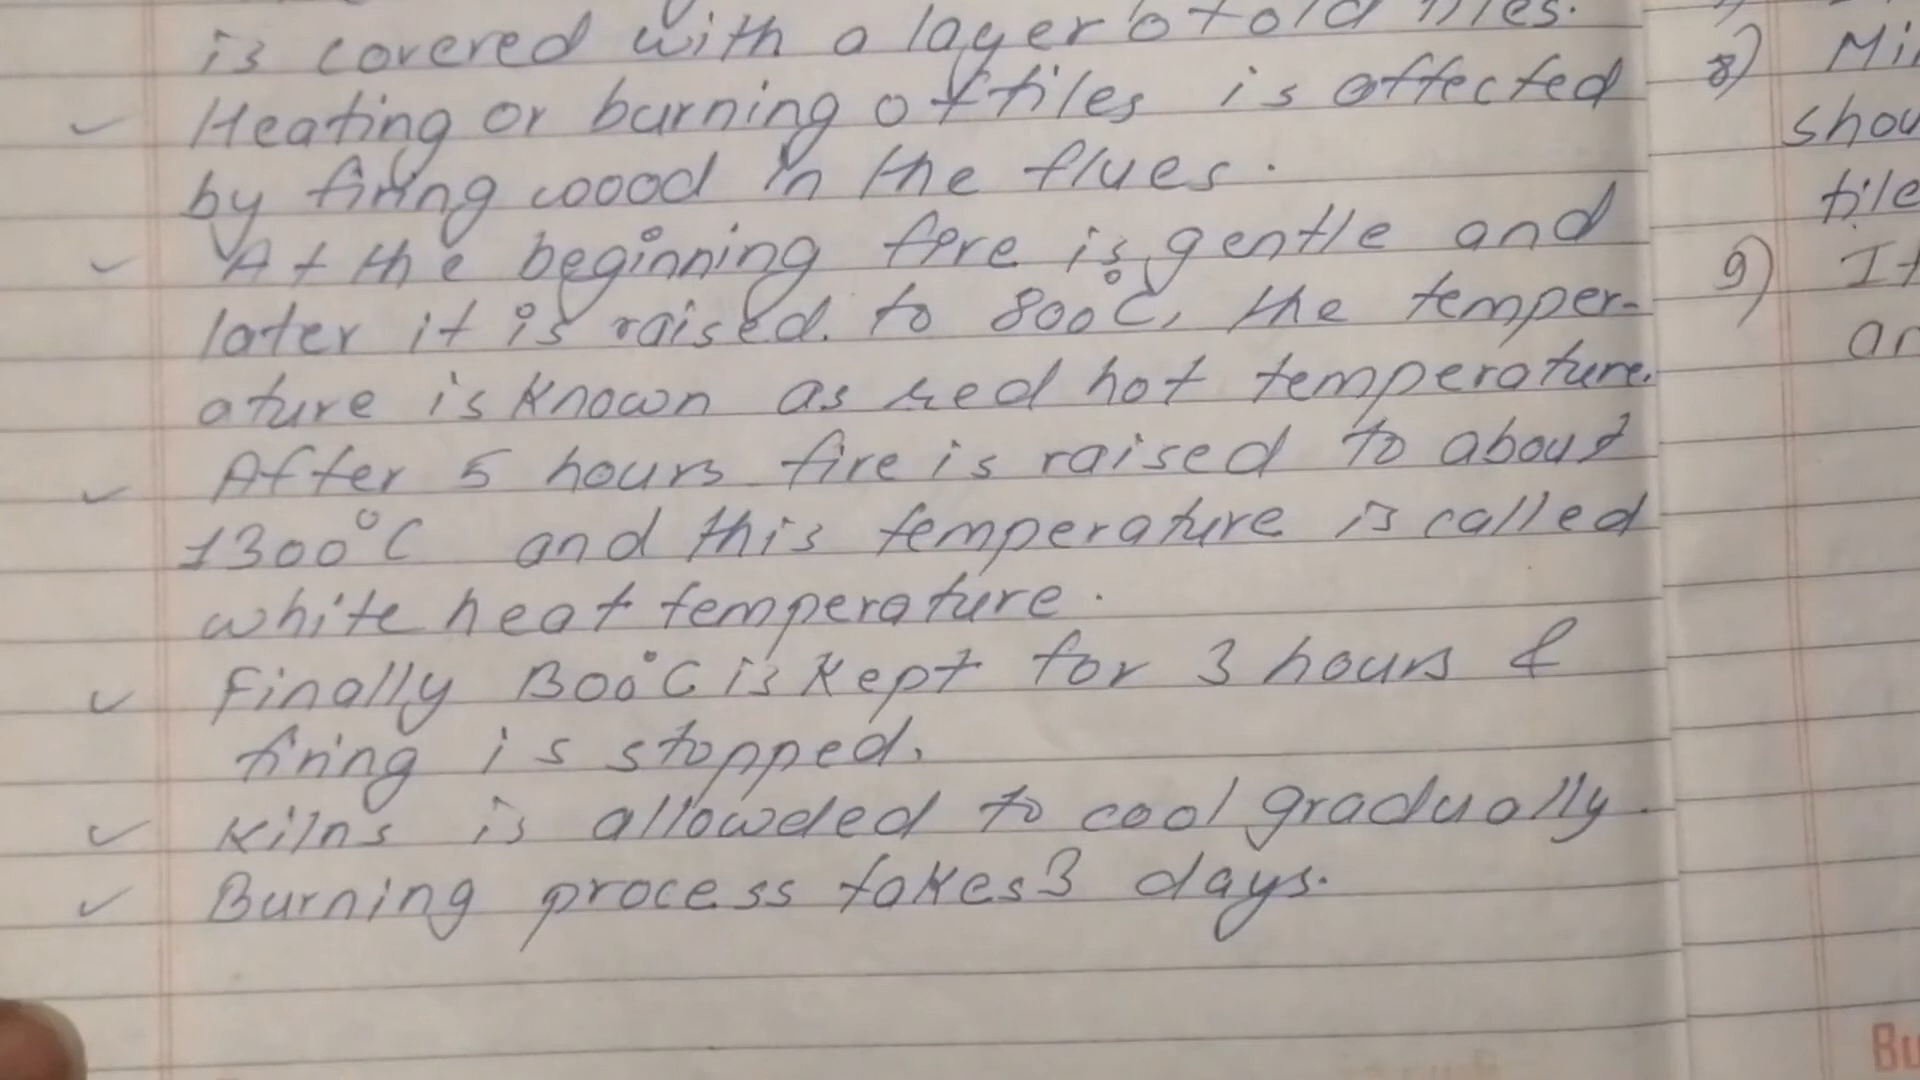 is covered with a layer of old tiles.
✓ Heating or burning of tiles is affected
by firing wood in the flues.
✓ At the beginning fire is gentle and
later it is raised. to 800°C, the temper-
ature is known as red hot temperature.
✓ After 5 hours fire is raised to about
1300°C and this temperature is called
white heat temperature.
✓ Finally 1300°C is kept for 3 hours &
firing is stopped.
✓ Kilns is allowded to cool gradually.
✓ Burning process takes 3 days.
8) Mi
shou
tile
9) It
ar
Bu